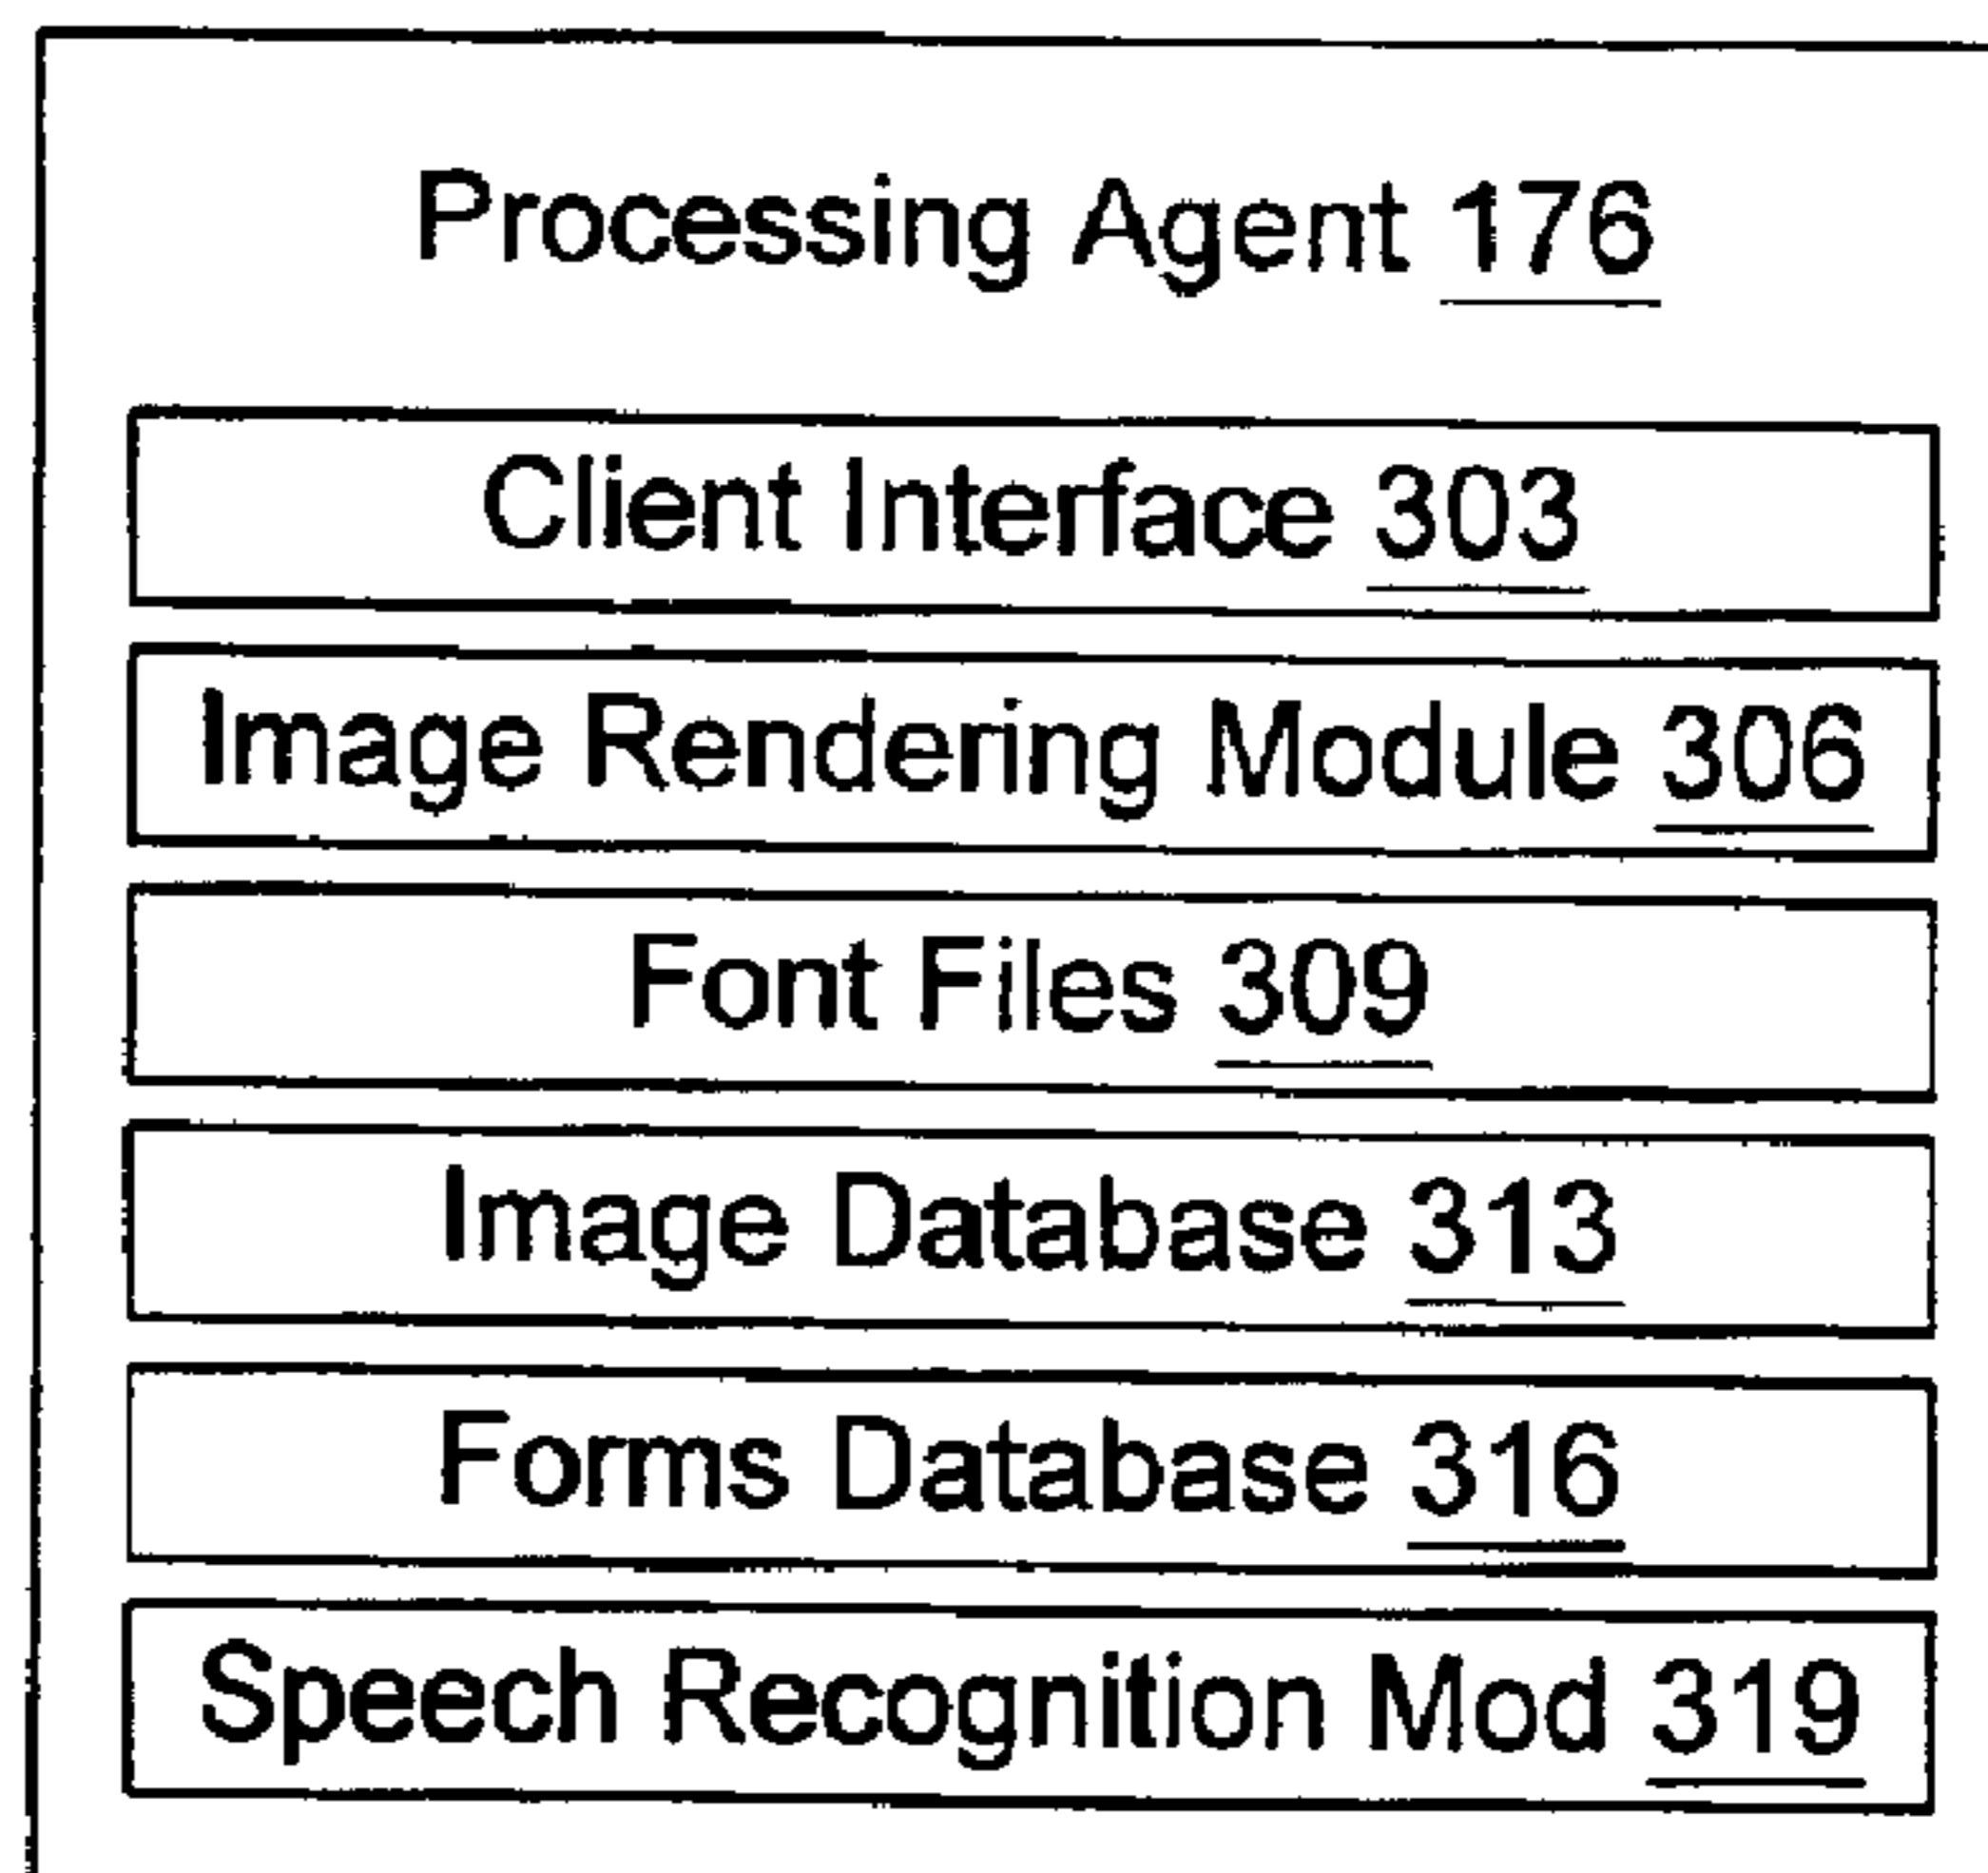 Processing Agent 176
Client Interface 303
Image Rendering Module 306
Font Files 309
Image Database 313
Forms Database 316
Speech Recognition Mod 319